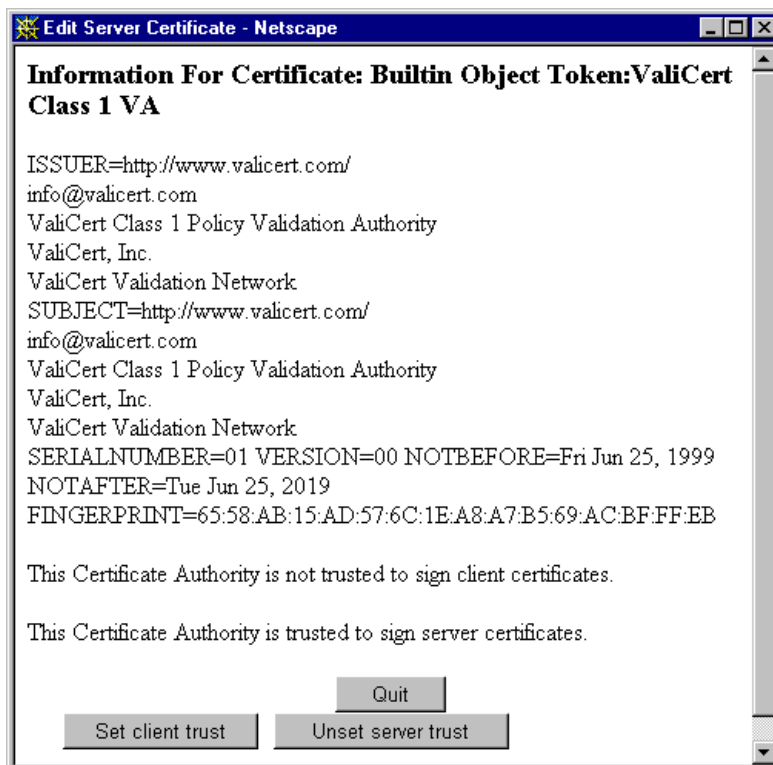 Edit Server Certificate - Netscape
Information For Certificate: Builtin Object Token:ValiCert
Class 1 VA
ISSUER=http://www.valicert.com/
info@valicert.com
ValiCert Class 1 Policy Validation Authority
ValiCert, Inc.
ValiCert Validation Network
SUBJECT=http://www.valicert.com/
info@valicert.com
ValiCert Class 1 Policy Validation Authority
ValiCert, Inc.
ValiCert Validation Network
SERIALNUMBER=01 VERSION=00 NOTBEFORE=Fri Jun 25, 1999
NOTAFTER=Tue Jun 25, 2019
FINGERPRINT=65:58:AB:15:AD:57:6C:1E:A8:A7:B5:69:AC:BF:FF:EB
This Certificate Authority is not trusted to sign client certificates.
This Certificate Authority is trusted to sign server certificates.
Quit
Set client trust Unset server trust